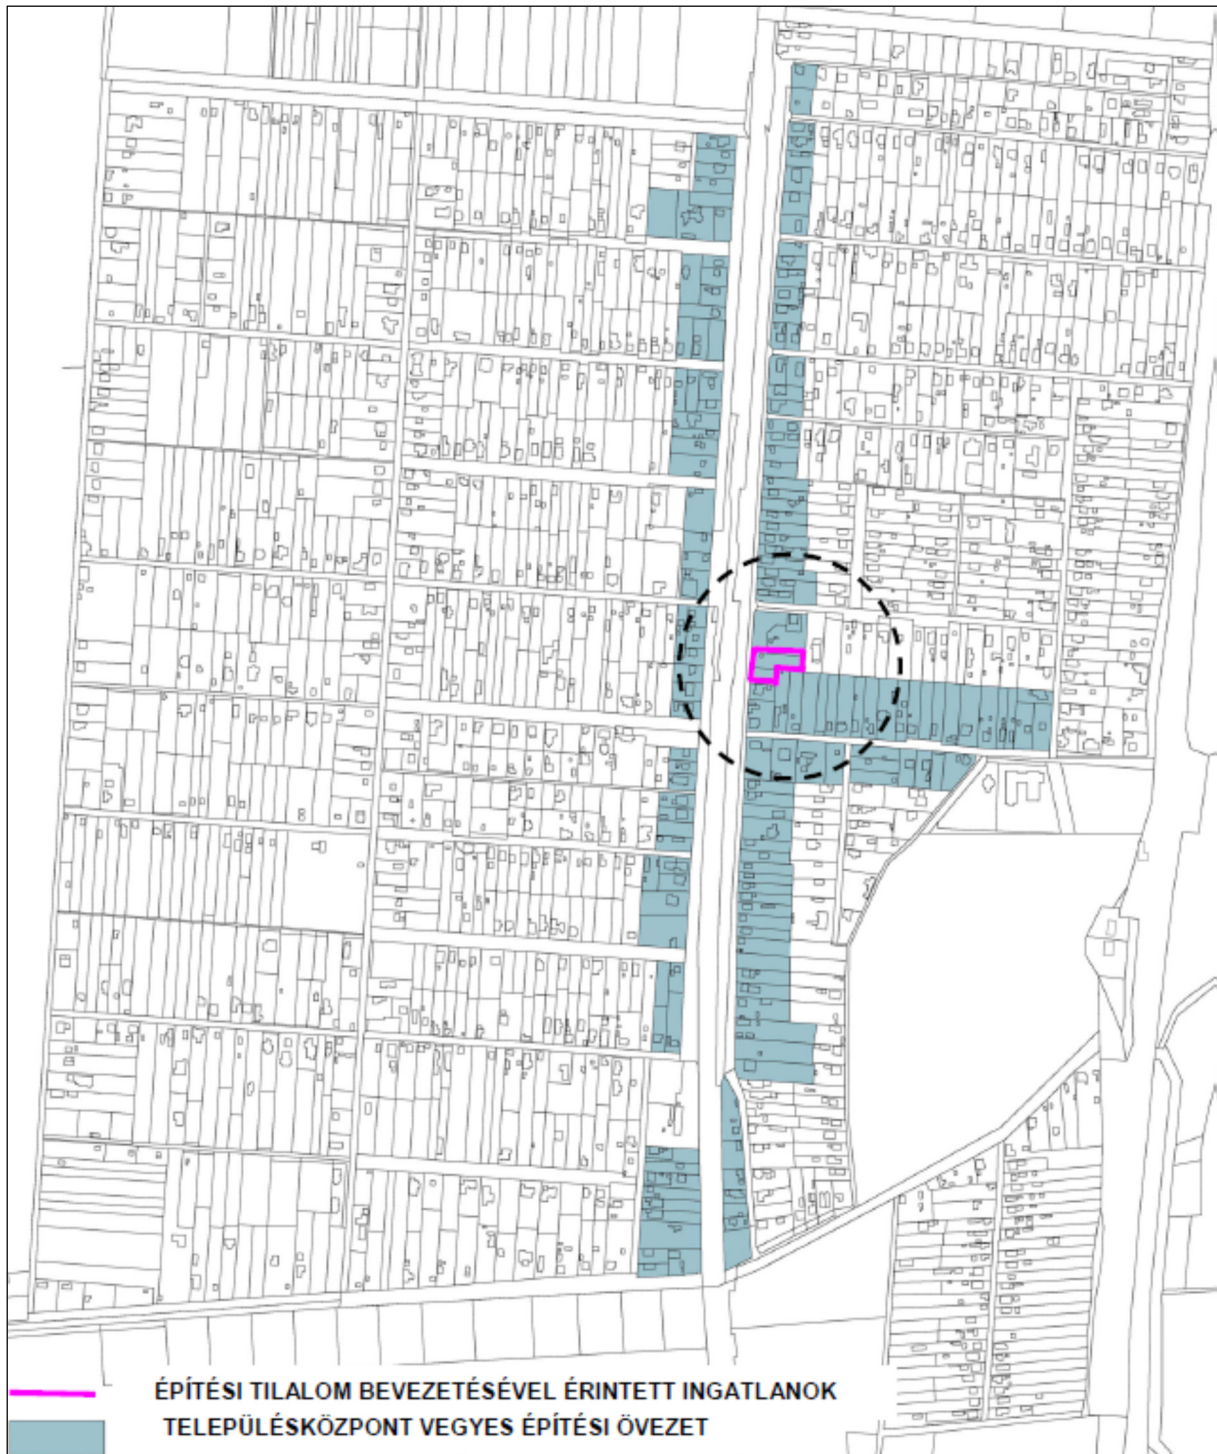 ÉPÍTÉSI TILALOM BEVEZETÉSÉVEL ÉRINTETT INGATLANOK
TELEPÜLÉSKÖZPONT VEGYES ÉPÍTÉSI ÖVEZET